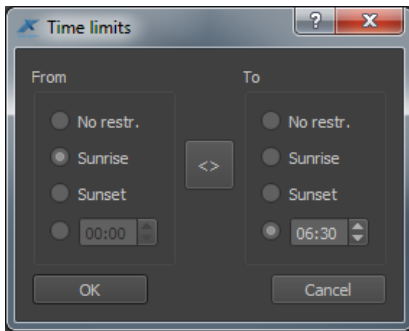 Time limits
? X
From To
No restr. No restr.
Sunrise <> Sunrise
Sunset Sunset
00:00 06:30
OK Cancel